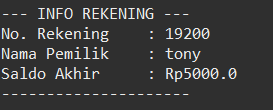 --- INFO REKENING ---
No. Rekening    : 19200
Nama Pemilik    : tony
Saldo Akhir     : Rp5000.0
---------------------